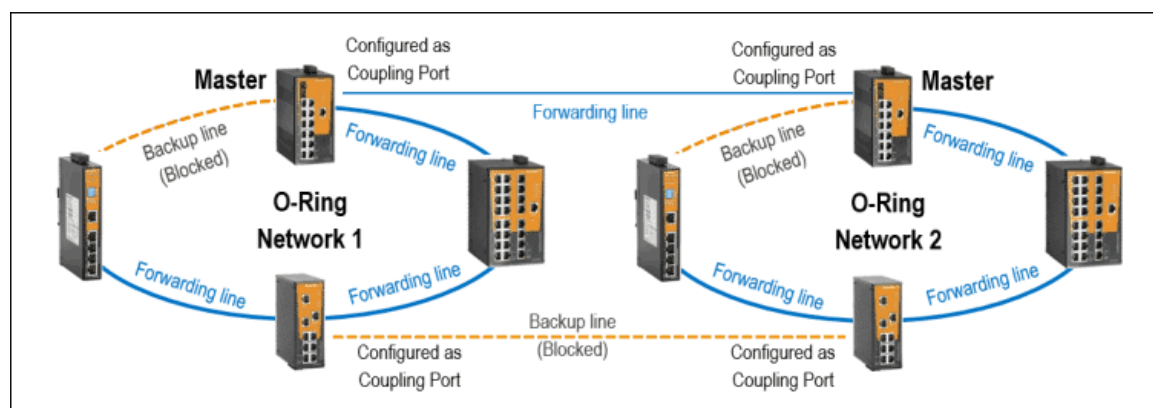 Configured as
Coupling Port
Configured as
Coupling Port
Master
Master
Forwarding line
Backup line
(Blocked)
Forwarding line
Backup line
(Blocked)
Forwarding line
O-Ring
Network 1
O-Ring
Network 2
Forwarding line
Forwarding line
Forwarding line
Forwarding line
Backup line
(Blocked)
Configured as
Coupling Port
Configured as
Coupling Port